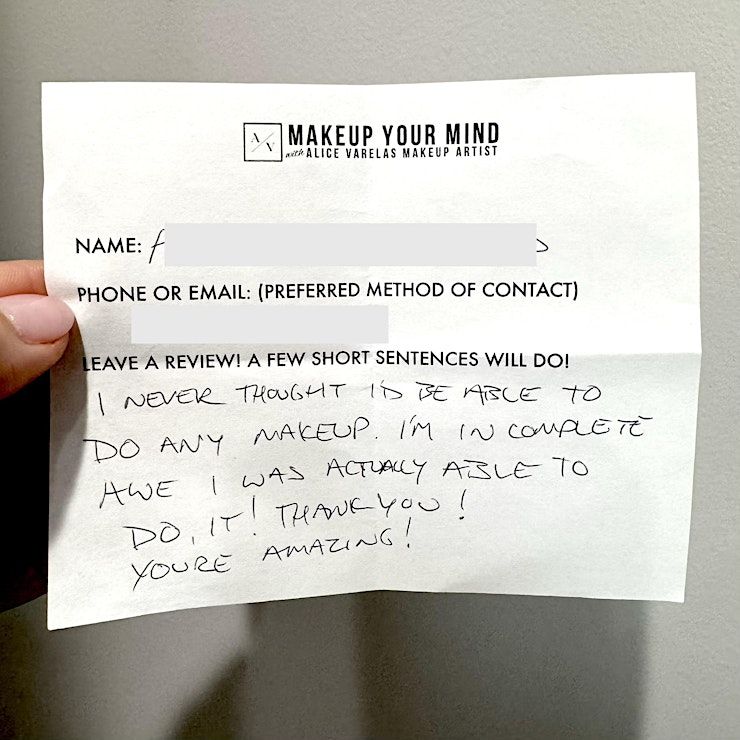 A V MAKEUP YOUR MIND
with ALICE VARELAS MAKEUP ARTIST
NAME:
PHONE OR EMAIL: (PREFERRED METHOD OF CONTACT)
LEAVE A REVIEW! A FEW SHORT SENTENCES WILL DO!
I NEVER THOUGHT I'D BE ABLE TO
DO ANY MAKEUP. I'M IN COMPLETE
AWE I WAS ACTUALLY ABLE TO
DO, IT! THANK YOU!
YOURE AMAZING!